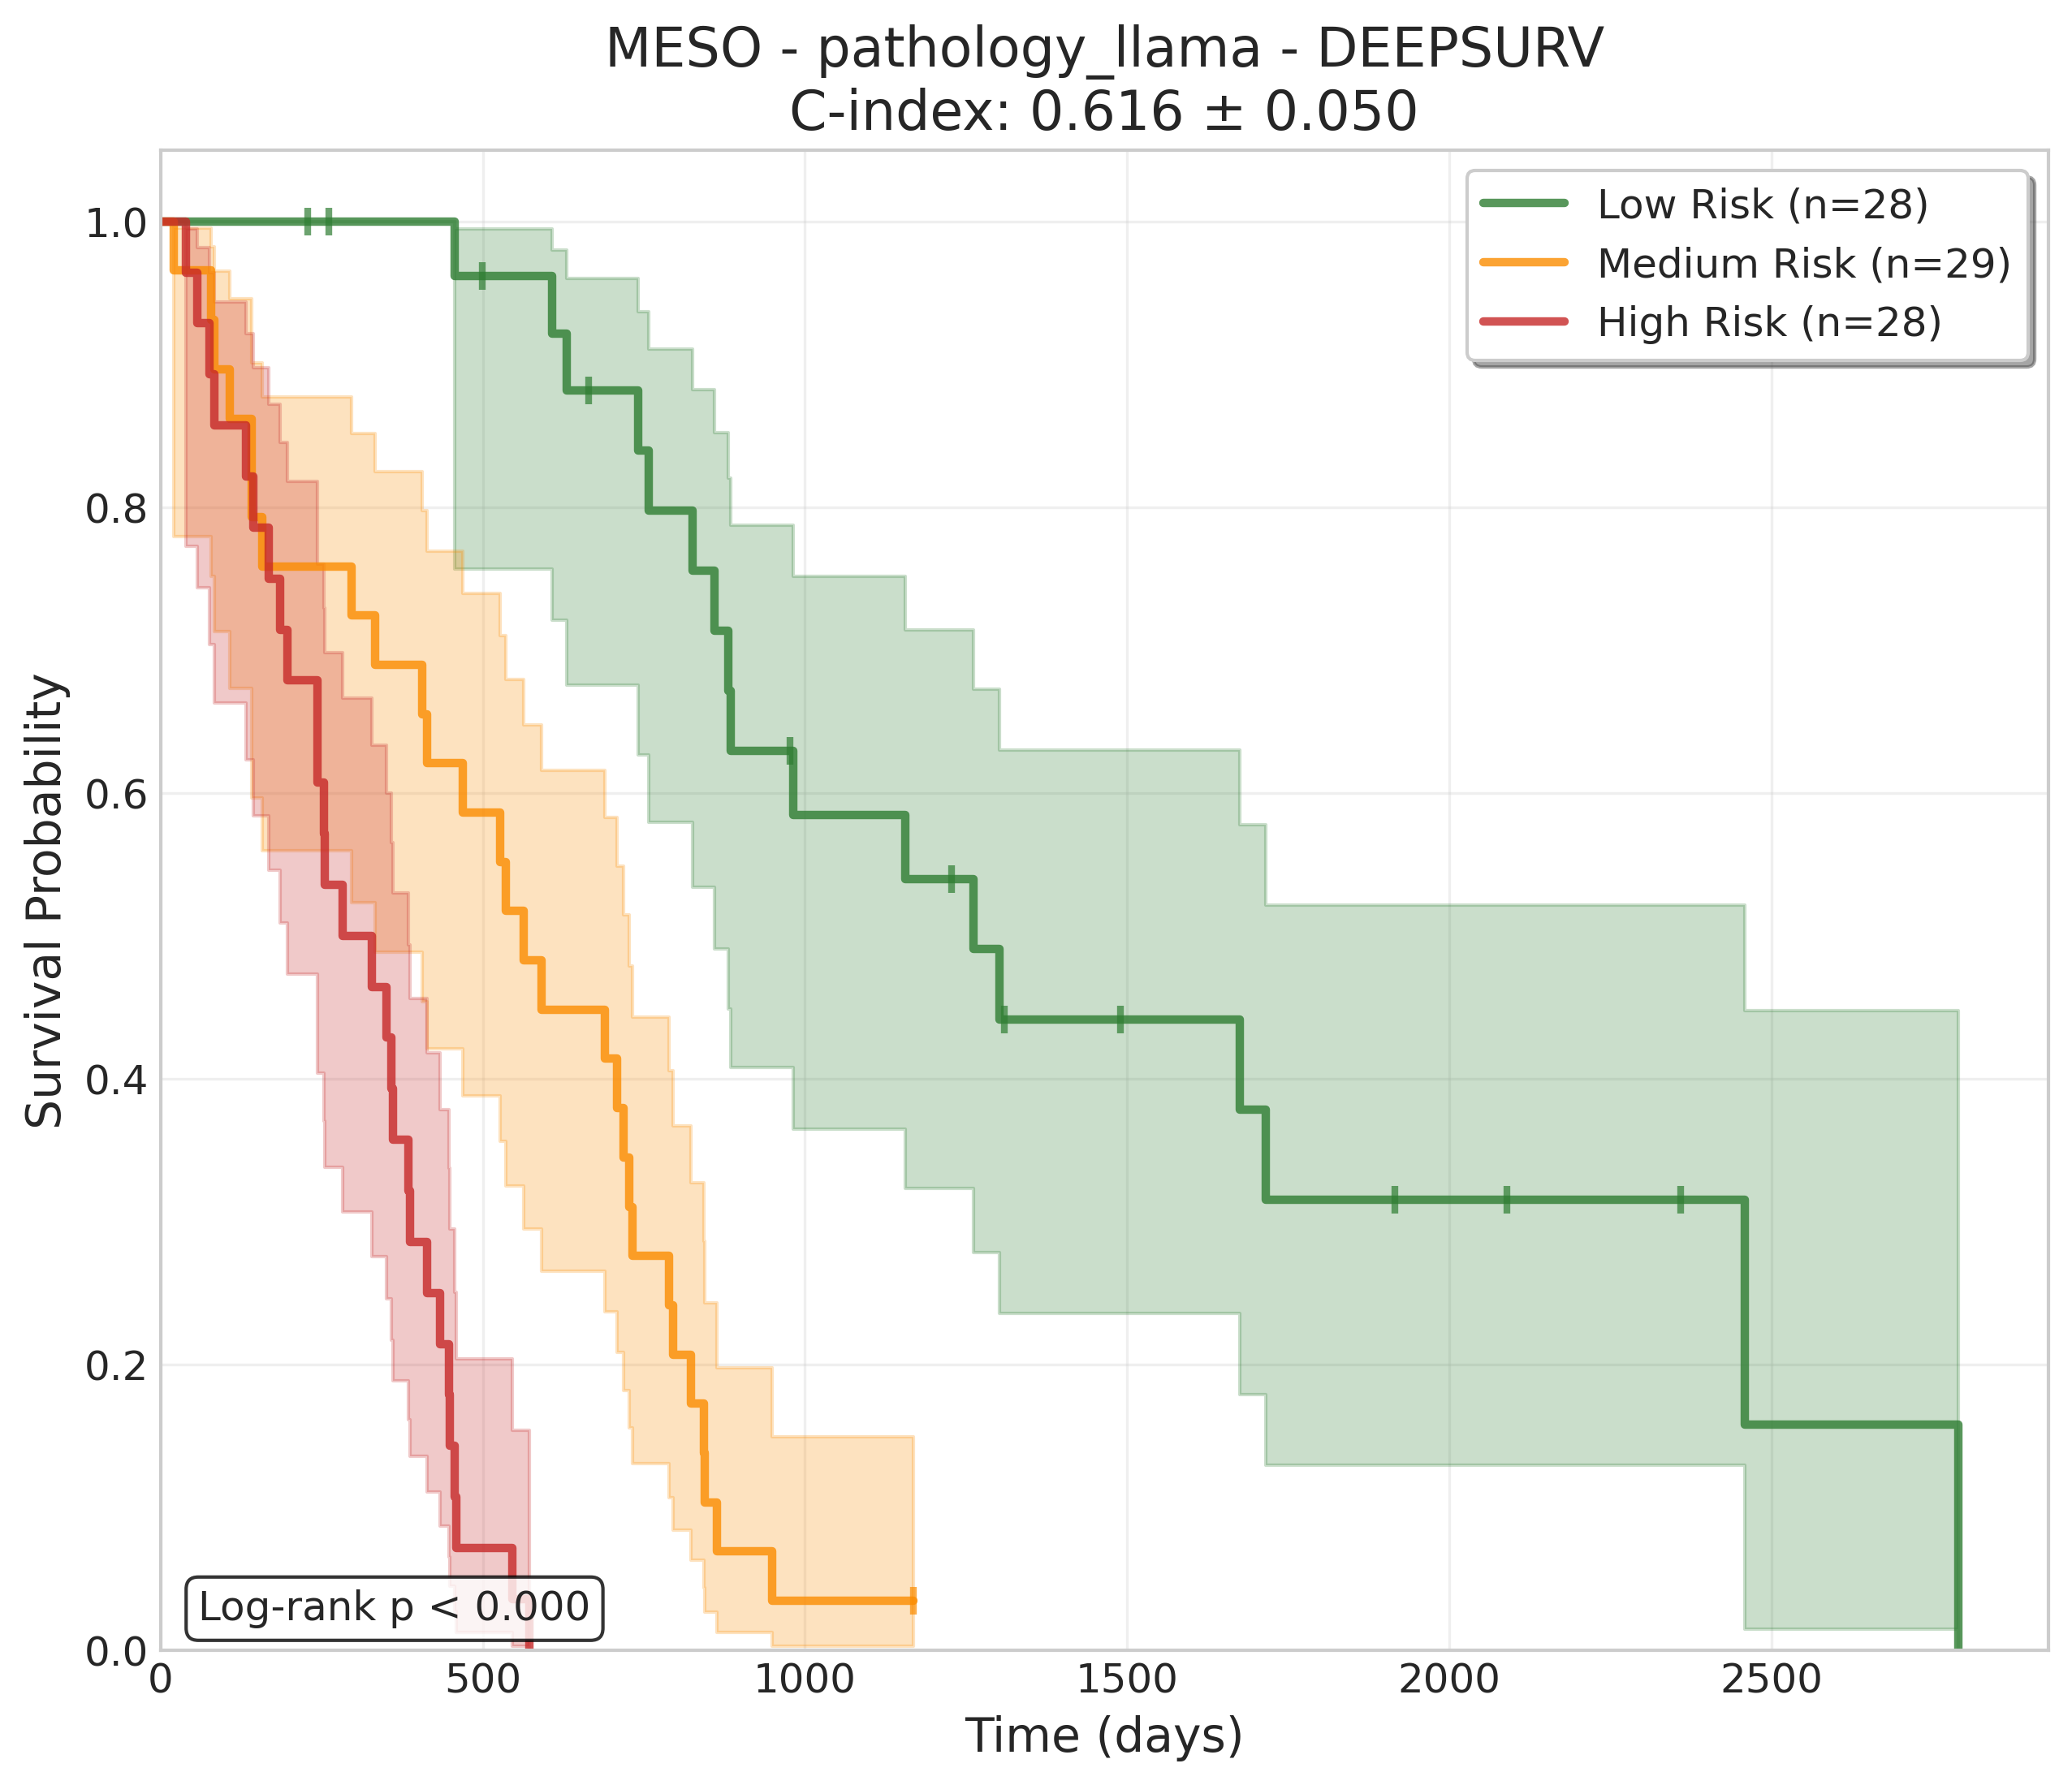 MESO - pathology_llama - DEEPSURV
C-index: 0.616 ± 0.050
Low Risk (n=28)
Medium Risk (n=29)
High Risk (n=28)
Survival Probability
1.0
0.8
0.6
0.4
0.2
0.0
Log-rank p < 0.000
0 500 1000 1500 2000 2500
Time (days)